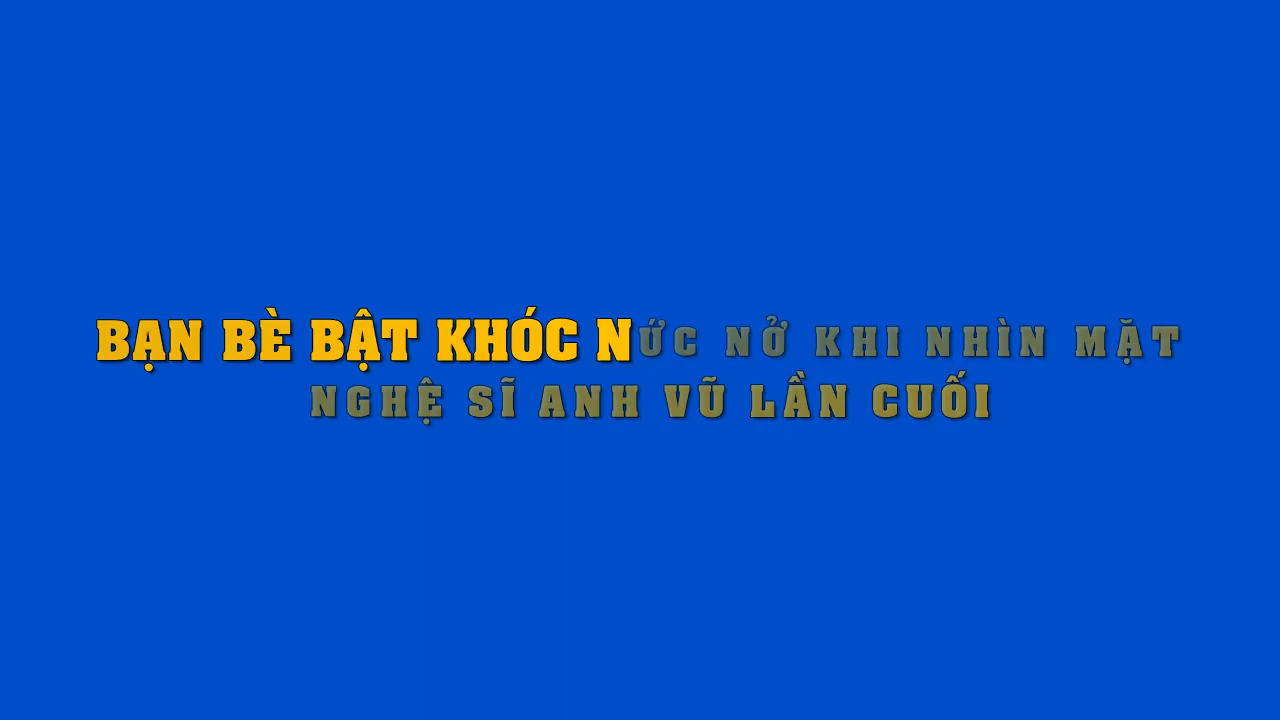 BẠN BÈ BẬT KHÓC NỨC NỞ KHI NHÌN MẶT
NGHỆ SĨ ANH VŨ LẦN CUỐI